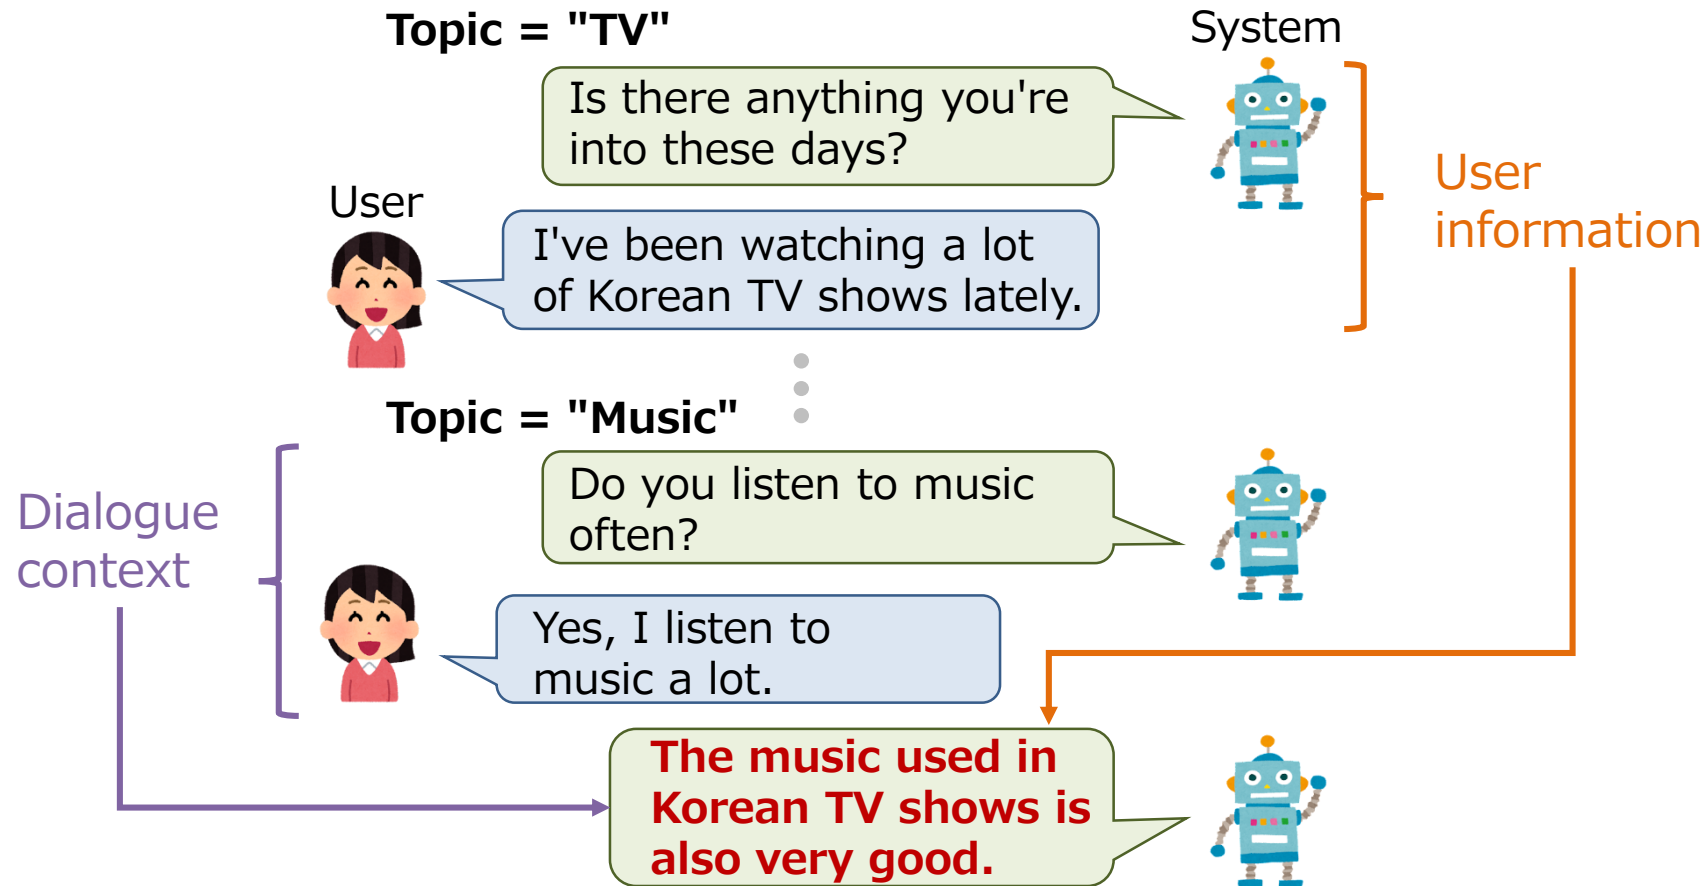 Topic = "TV"
System
Is there anything you're
into these days?
User
information
User
I've been watching a lot
of Korean TV shows lately.
Topic = "Music"
Dialogue
context
Do you listen to music
often?
Yes, I listen to
music a lot.
The music used in
Korean TV shows is
also very good.